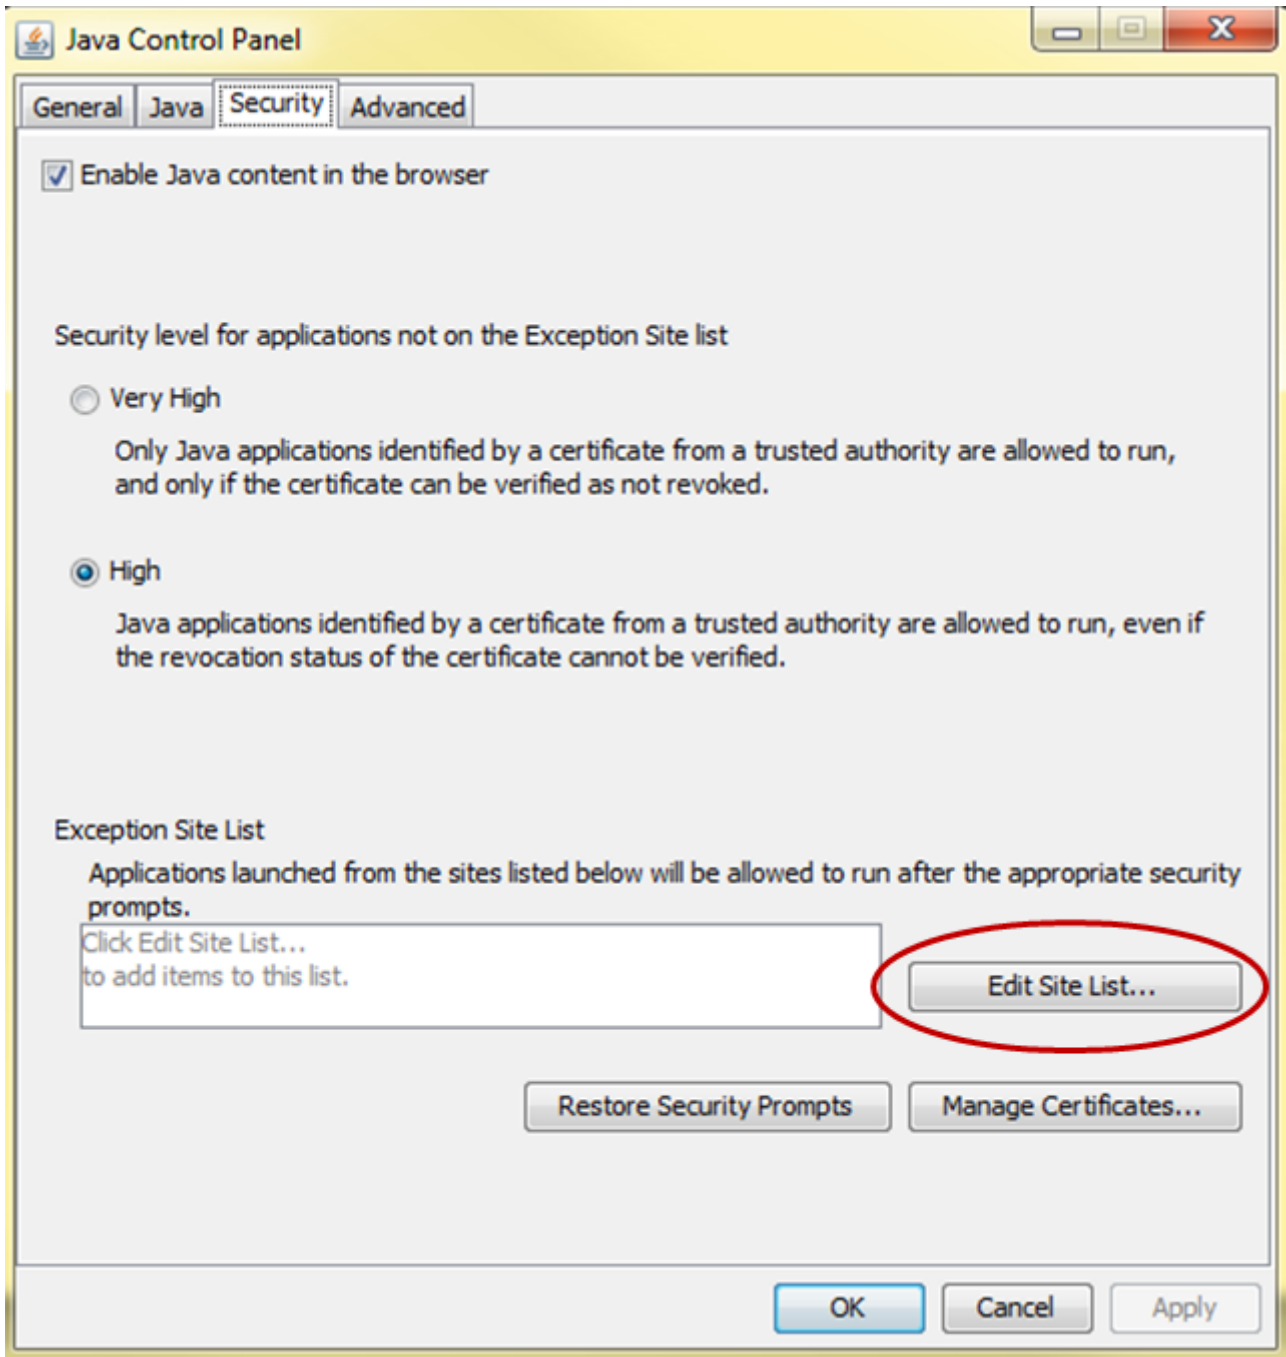 Java Control Panel
General Java Security Advanced
Enable Java content in the browser
Security level for applications not on the Exception Site list
Very High
Only Java applications identified by a certificate from a trusted authority are allowed to run,
and only if the certificate can be verified as not revoked.
High
Java applications identified by a certificate from a trusted authority are allowed to run, even if
the revocation status of the certificate cannot be verified.
Exception Site List
Applications launched from the sites listed below will be allowed to run after the appropriate security
prompts.
Click Edit Site List...
to add items to this list.
Edit Site List...
Restore Security Prompts Manage Certificates...
OK Cancel Apply